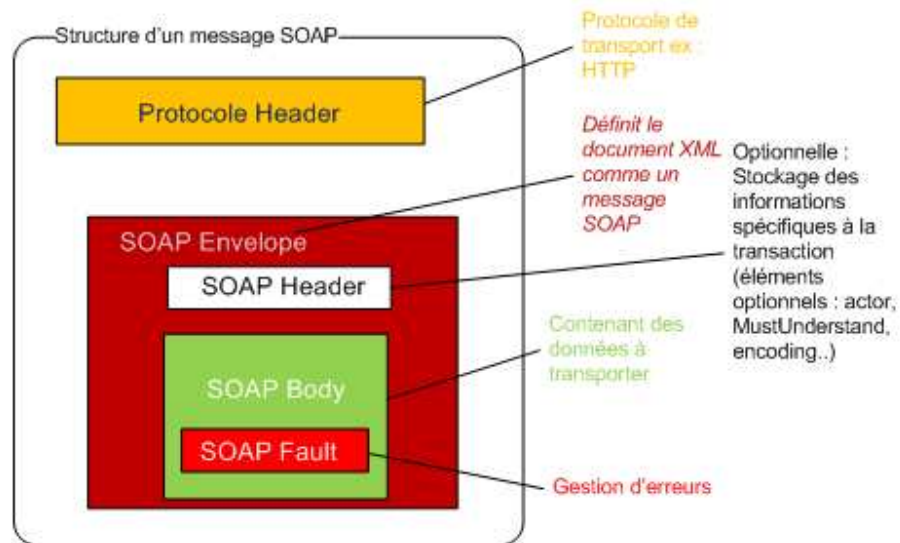 Structure d'un message SOAP
Protocole Header
Protocole de
transport ex :
HTTP
SOAP Envelope
Définit le
document XML
comme un
message
SOAP
SOAP Header
Optionnelle :
Stockage des
informations
spécifiques à la
transaction
(éléments
optionnels : actor,
MustUnderstand,
encoding..)
SOAP Body
Contenant des
données à
transporter
SOAP Fault
Gestion d'erreurs